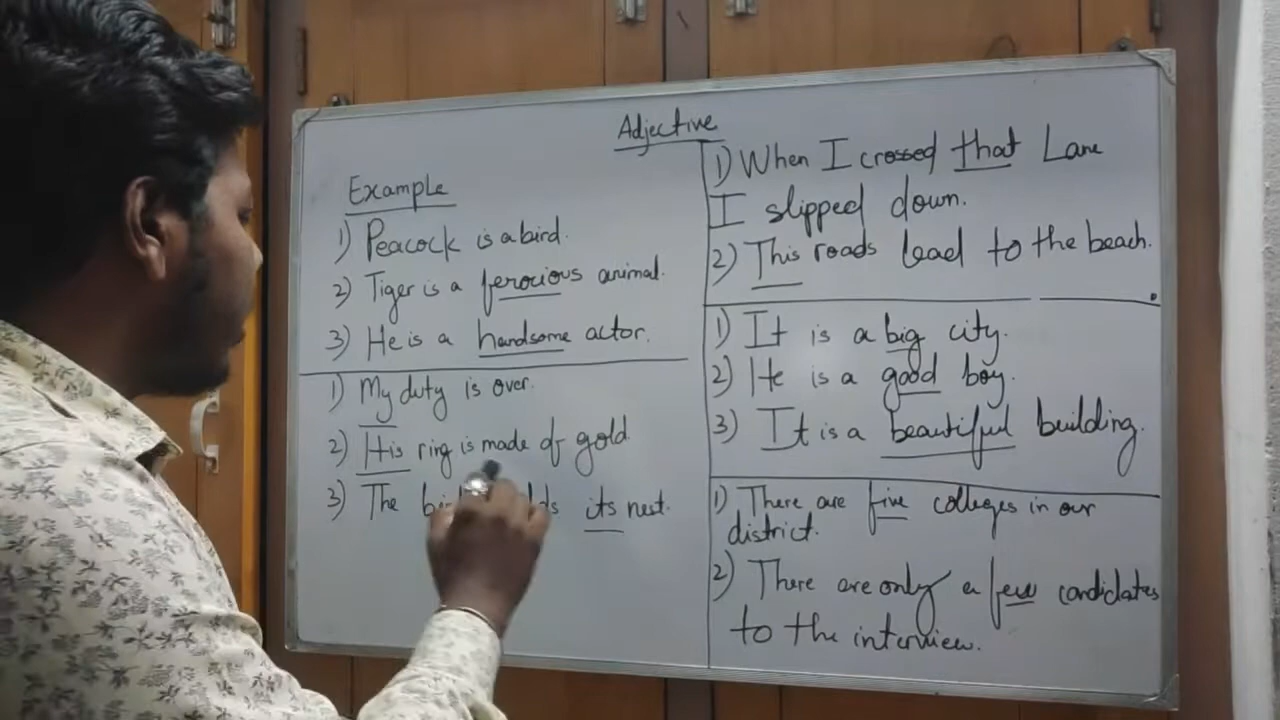 Adjective
Example
1) Peacock is a bird.
2) Tiger is a ferocious animal.
3) He is a handsome actor.
1) My duty is over.
2) His ring is made of gold
3) The its nest.
1) When I crossed that Lane
I slipped down.
2) This roads lead to the beach.
1) It is a big city.
2) He is a good boy.
3) It is a beautiful building.
1) There are five colleges in our
district.
2) There are only a few candidates
to the interview.